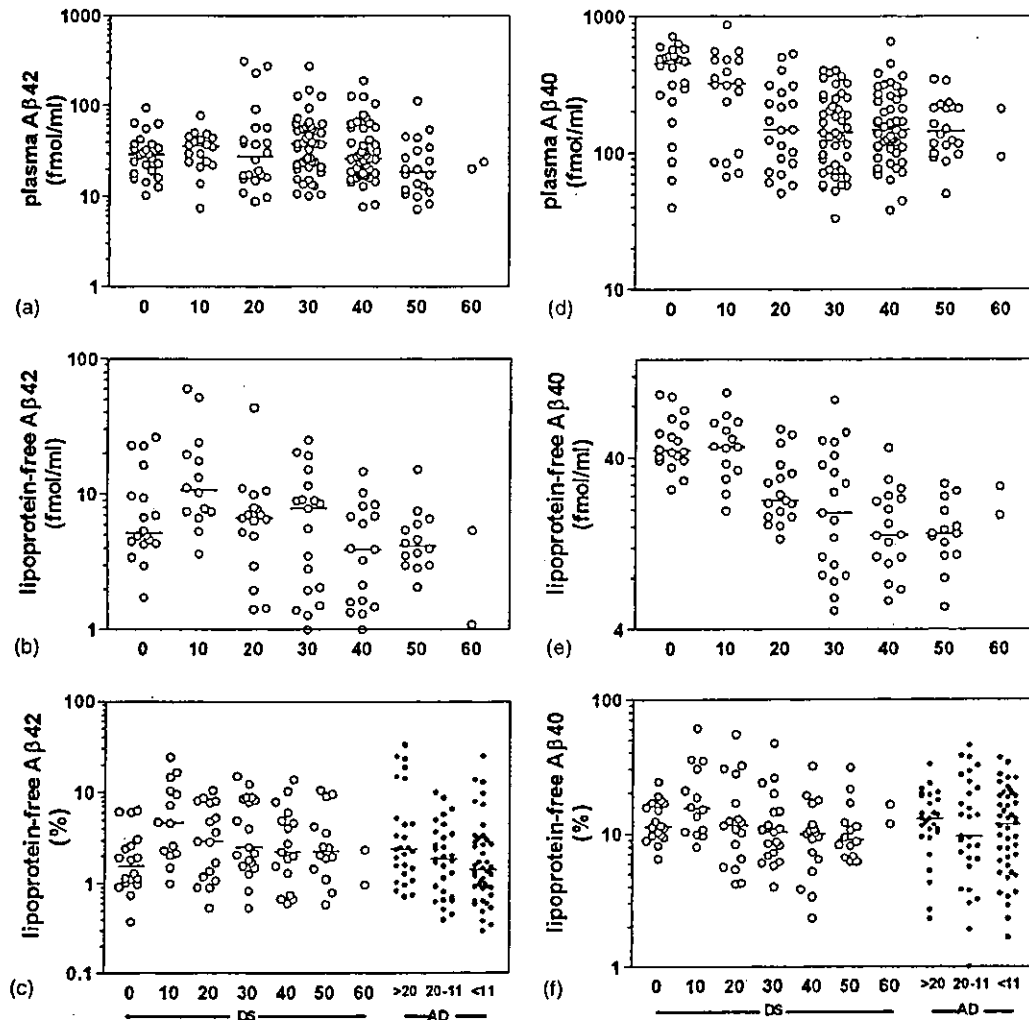 plasma Aβ42
(fmol/ml)
1000
100
10
1
(a)
0 10 20 30 40 50 60
plasma Aβ40
(fmol/ml)
1000
100
10
(d)
0 10 20 30 40 50 60
lipoprotein-free Aβ42
(fmol/ml)
100
10
1
(b)
0 10 20 30 40 50 60
lipoprotein-free Aβ40
(fmol/ml)
40
4
(e)
0 10 20 30 40 50 60
lipoprotein-free Aβ42
(%)
100
10
1
0.1
(c)
0 10 20 30 40 50 60 >20 20-11 <11
DS AD
lipoprotein-free Aβ40
(%)
100
10
1
(f)
0 10 20 30 40 50 60 >20 20-11 <11
DS AD